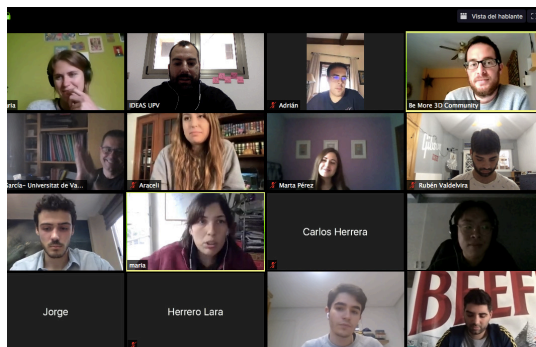 Vista del hablante
aria
IDEAS UPV
Adrián
Be More 3D Community
García- Universitat de Va...
Araceli
Marta Pérez
Rubén Valdelvira
maria
Carlos Herrera
Jorge
Herrero Lara
BEEF